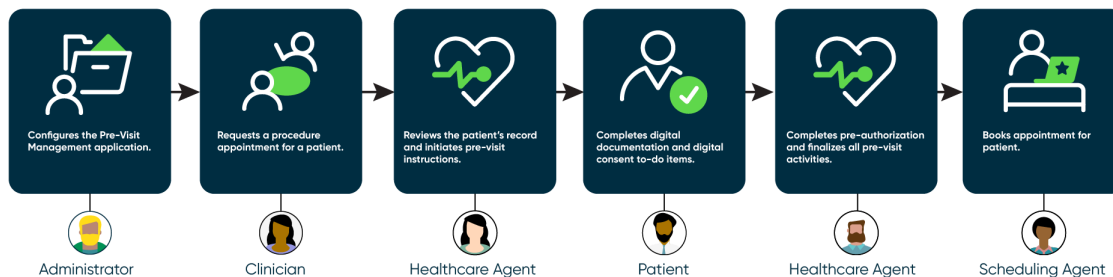 Configures the Pre-Visit
Management application.
Requests a procedure
appointment for a patient.
Reviews the patient's record
and initiates pre-visit
instructions.
Completes digital
documentation and digital
consent to-do items.
Completes pre-authorization
and finalizes all pre-visit
activities.
Books appointment for
patient.
Administrator
Clinician
Healthcare Agent
Patient
Healthcare Agent
Scheduling Agent